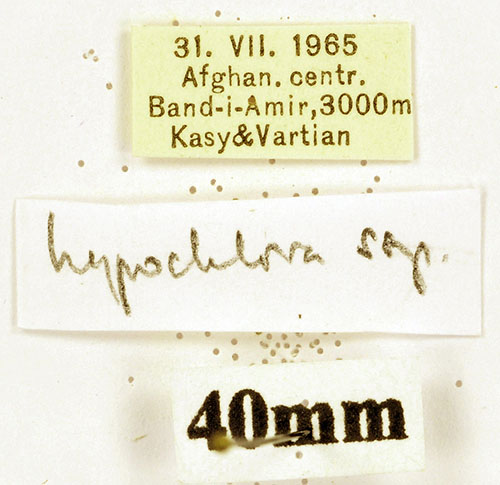 31. VII. 1965
Afghan. centr.
Band-i-Amir,3000m
Kasy&Vartian
hypochlora ssp.
40mm